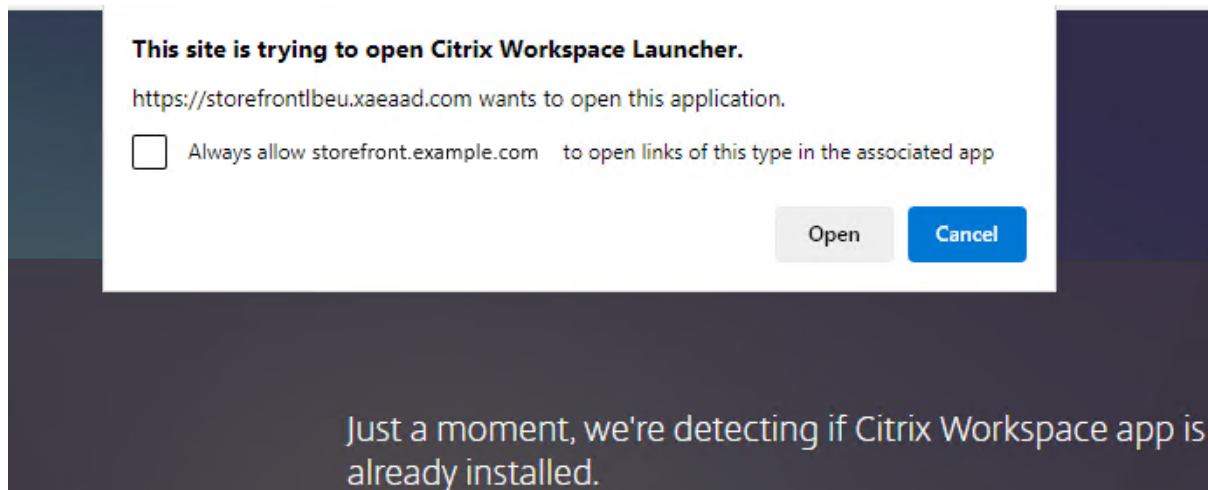 This site is trying to open Citrix Workspace Launcher.
https://storefrontlbeu.xaeaad.com wants to open this application.
Always allow storefront.example.com to open links of this type in the associated app
Open Cancel
Just a moment, we're detecting if Citrix Workspace app is
already installed.